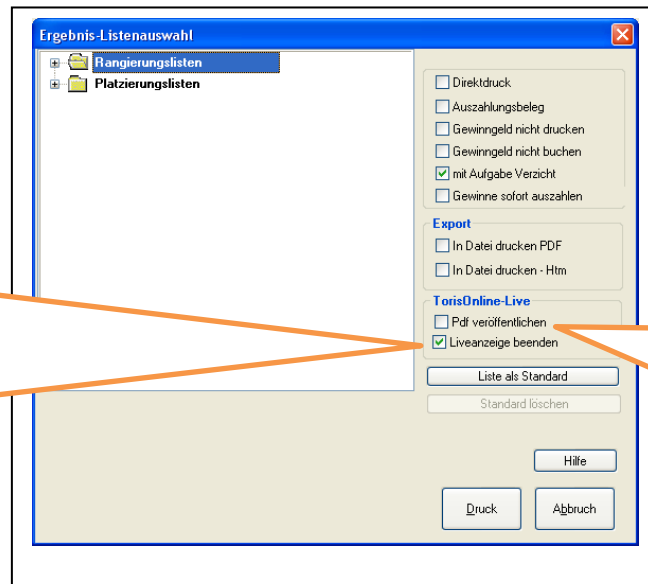 Ergebnis-Listenauswahl
Rangierungslisten
Platzierungslisten
Direktdruck
Auszahlungsbeleg
Gewinngeld nicht drucken
Gewinngeld nicht buchen
mit Aufgabe Verzicht
Gewinne sofort auszahlen
Export
In Datei drucken PDF
In Datei drucken - Htm
TorisOnline-Live
Pdf veröffentlichen
Liveanzeige beenden
Liste als Standard
Standard löschen
Hilfe
Druck
Abbruch